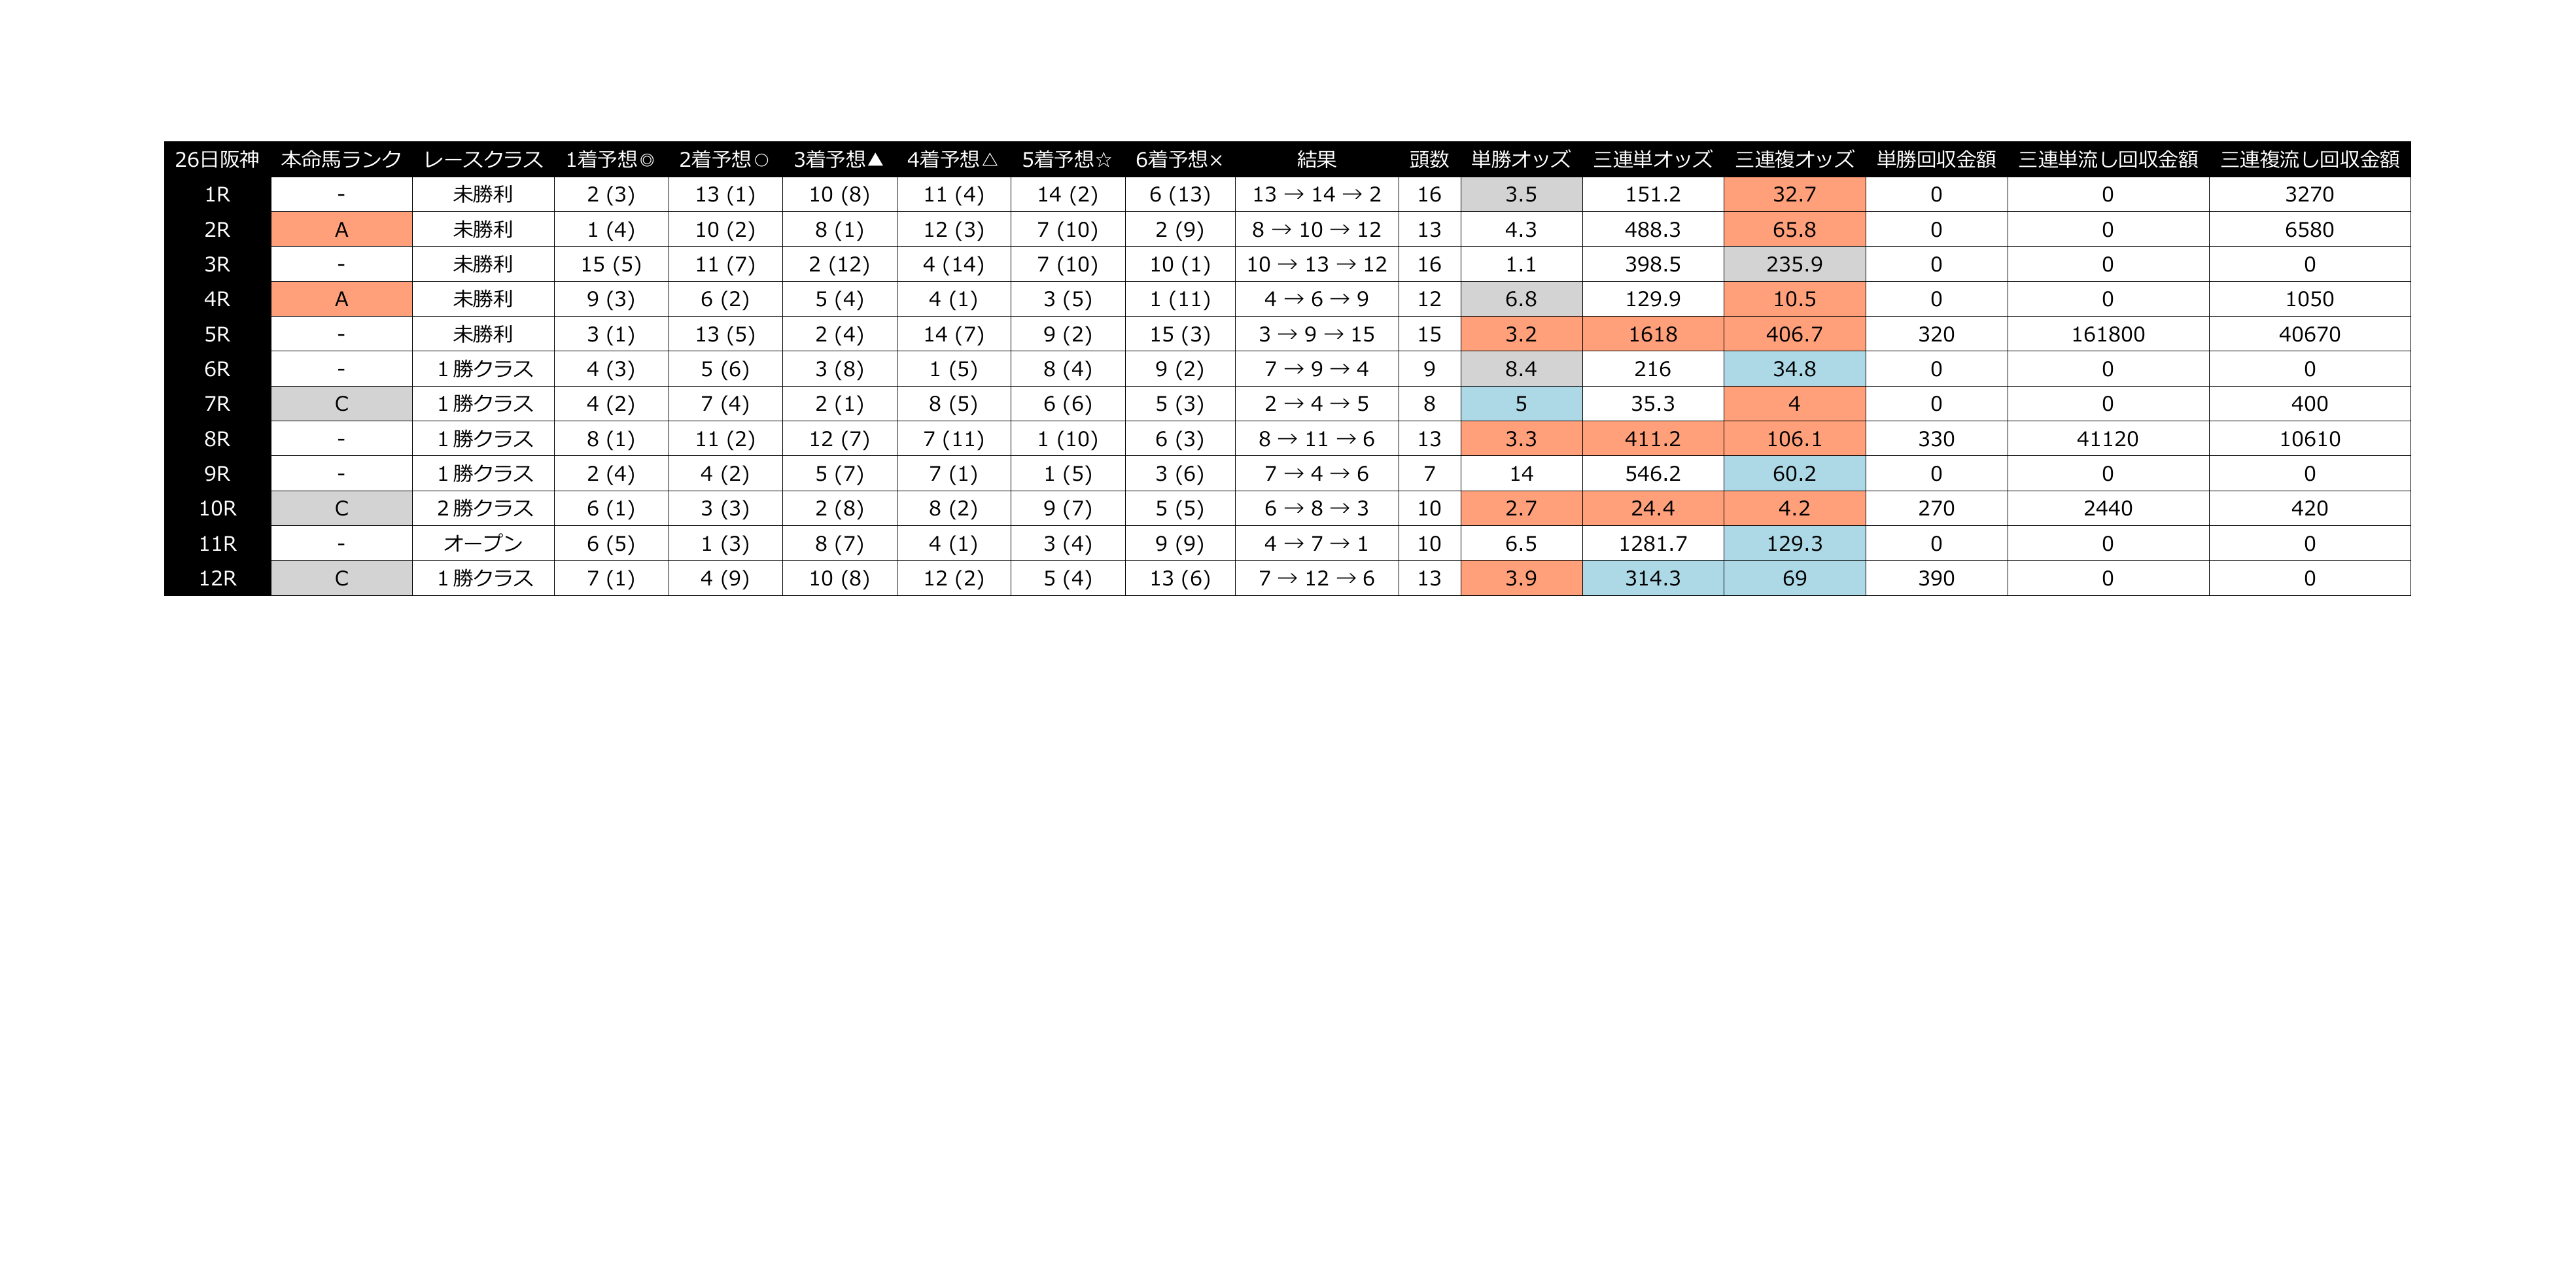 26日阪神 本命馬ランク レースクラス 1着予想◎ 2着予想○ 3着予想▲ 4着予想△ 5着予想☆ 6着予想× 結果 頭数 単勝オッズ 三連単オッズ 三連複オッズ 単勝回収金額 三連単流し回収金額 三連複流し回収金額
1R - 未勝利 2 (3) 13 (1) 10 (8) 11 (4) 14 (2) 6 (13) 13 → 14 → 2 16 3.5 151.2 32.7 0 0 3270
2R A 未勝利 1 (4) 10 (2) 8 (1) 12 (3) 7 (10) 2 (9) 8 → 10 → 12 13 4.3 488.3 65.8 0 0 6580
3R - 未勝利 15 (5) 11 (7) 2 (12) 4 (14) 7 (10) 10 (1) 10 → 13 → 12 16 1.1 398.5 235.9 0 0 0
4R A 未勝利 9 (3) 6 (2) 5 (4) 4 (1) 3 (5) 1 (11) 4 → 6 → 9 12 6.8 129.9 10.5 0 0 1050
5R - 未勝利 3 (1) 13 (5) 2 (4) 14 (7) 9 (2) 15 (3) 3 → 9 → 15 15 3.2 1618 406.7 320 161800 40670
6R - １勝クラス 4 (3) 5 (6) 3 (8) 1 (5) 8 (4) 9 (2) 7 → 9 → 4 9 8.4 216 34.8 0 0 0
7R C １勝クラス 4 (2) 7 (4) 2 (1) 8 (5) 6 (6) 5 (3) 2 → 4 → 5 8 5 35.3 4 0 0 400
8R - １勝クラス 8 (1) 11 (2) 12 (7) 7 (11) 1 (10) 6 (3) 8 → 11 → 6 13 3.3 411.2 106.1 330 41120 10610
9R - １勝クラス 2 (4) 4 (2) 5 (7) 7 (1) 1 (5) 3 (6) 7 → 4 → 6 7 14 546.2 60.2 0 0 0
10R C ２勝クラス 6 (1) 3 (3) 2 (8) 8 (2) 9 (7) 5 (5) 6 → 8 → 3 10 2.7 24.4 4.2 270 2440 420
11R - オープン 6 (5) 1 (3) 8 (7) 4 (1) 3 (4) 9 (9) 4 → 7 → 1 10 6.5 1281.7 129.3 0 0 0
12R C １勝クラス 7 (1) 4 (9) 10 (8) 12 (2) 5 (4) 13 (6) 7 → 12 → 6 13 3.9 314.3 69 390 0 0